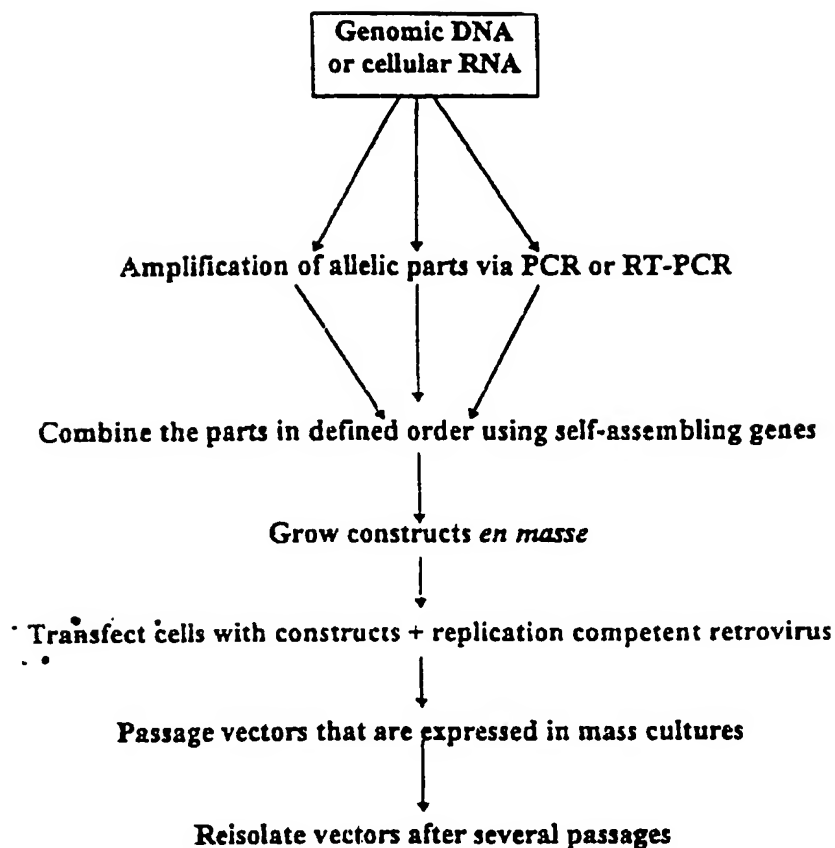 Genomic DNA
or cellular RNA
Amplification of allelic parts via PCR or RT-PCR
Combine the parts in defined order using self-assembling genes
Grow constructs en masse
Transfect cells with constructs + replication competent retrovirus
Passage vectors that are expressed in mass cultures
Reisolate vectors after several passages